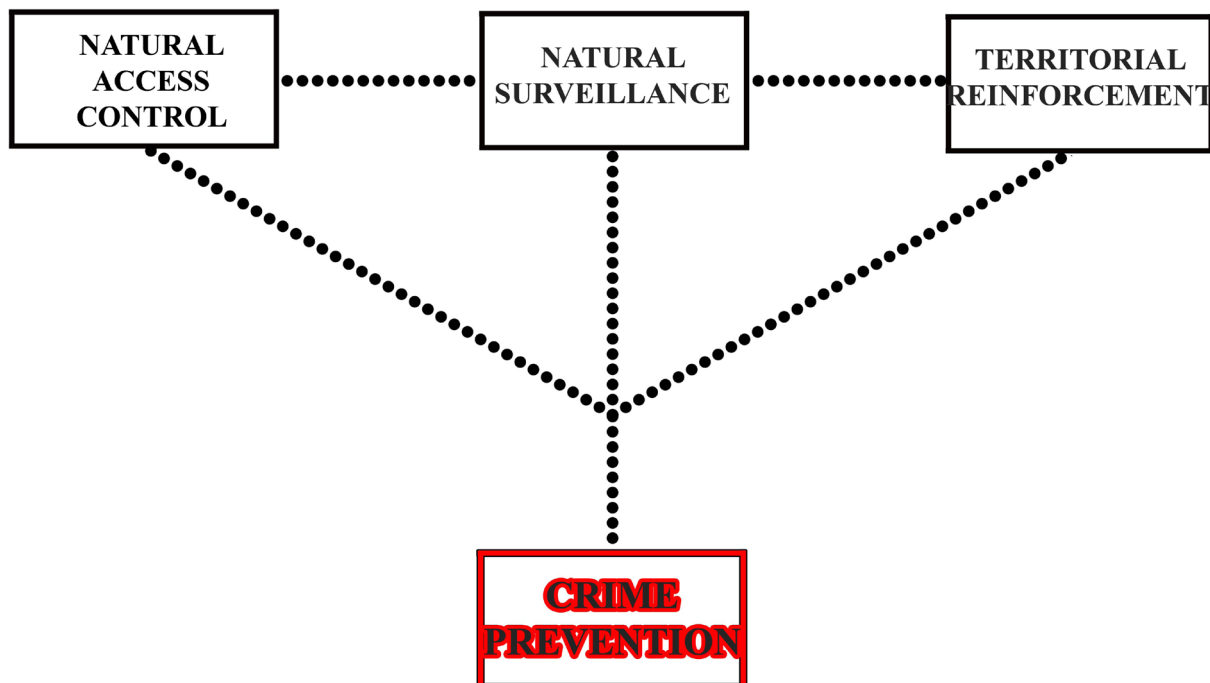 NATURAL
ACCESS
CONTROL
NATURAL
SURVEILLANCE
TERRITORIAL
REINFORCEMENT
CRIME
PREVENTION